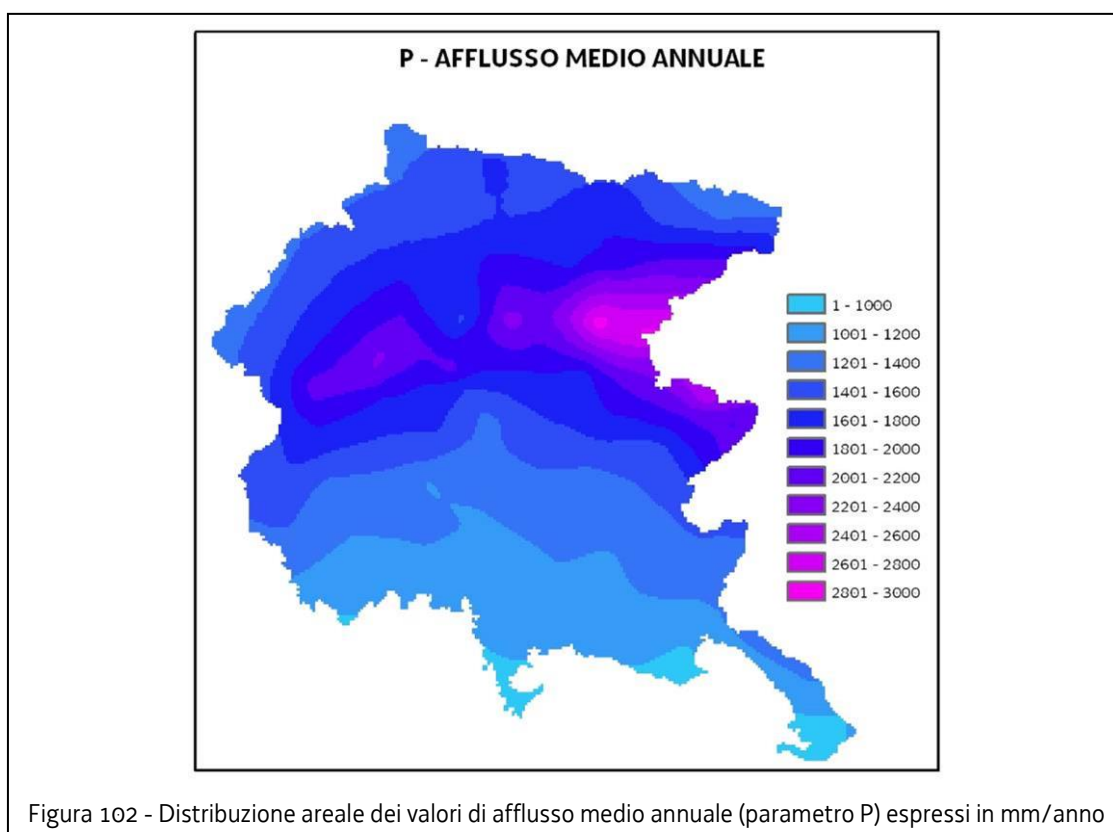 P - AFFLUSSO MEDIO ANNUALE
1 - 1000
1001 - 1200
1201 - 1400
1401 - 1600
1601 - 1800
1801 - 2000
2001 - 2200
2201 - 2400
2401 - 2600
2601 - 2800
2801 - 3000
Figura 102 - Distribuzione areale dei valori di afflusso medio annuale (parametro P) espressi in mm/anno